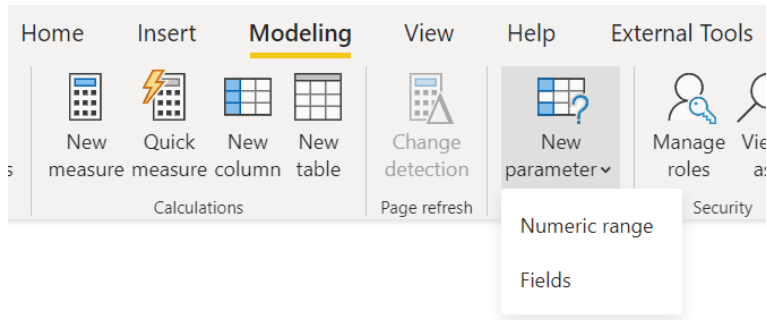 Home Insert Modeling View Help External Tools
New measure
Quick measure
New column
New table
Change detection
New parameter
Manage roles
Calculations
Page refresh
Security
Numeric range
Fields